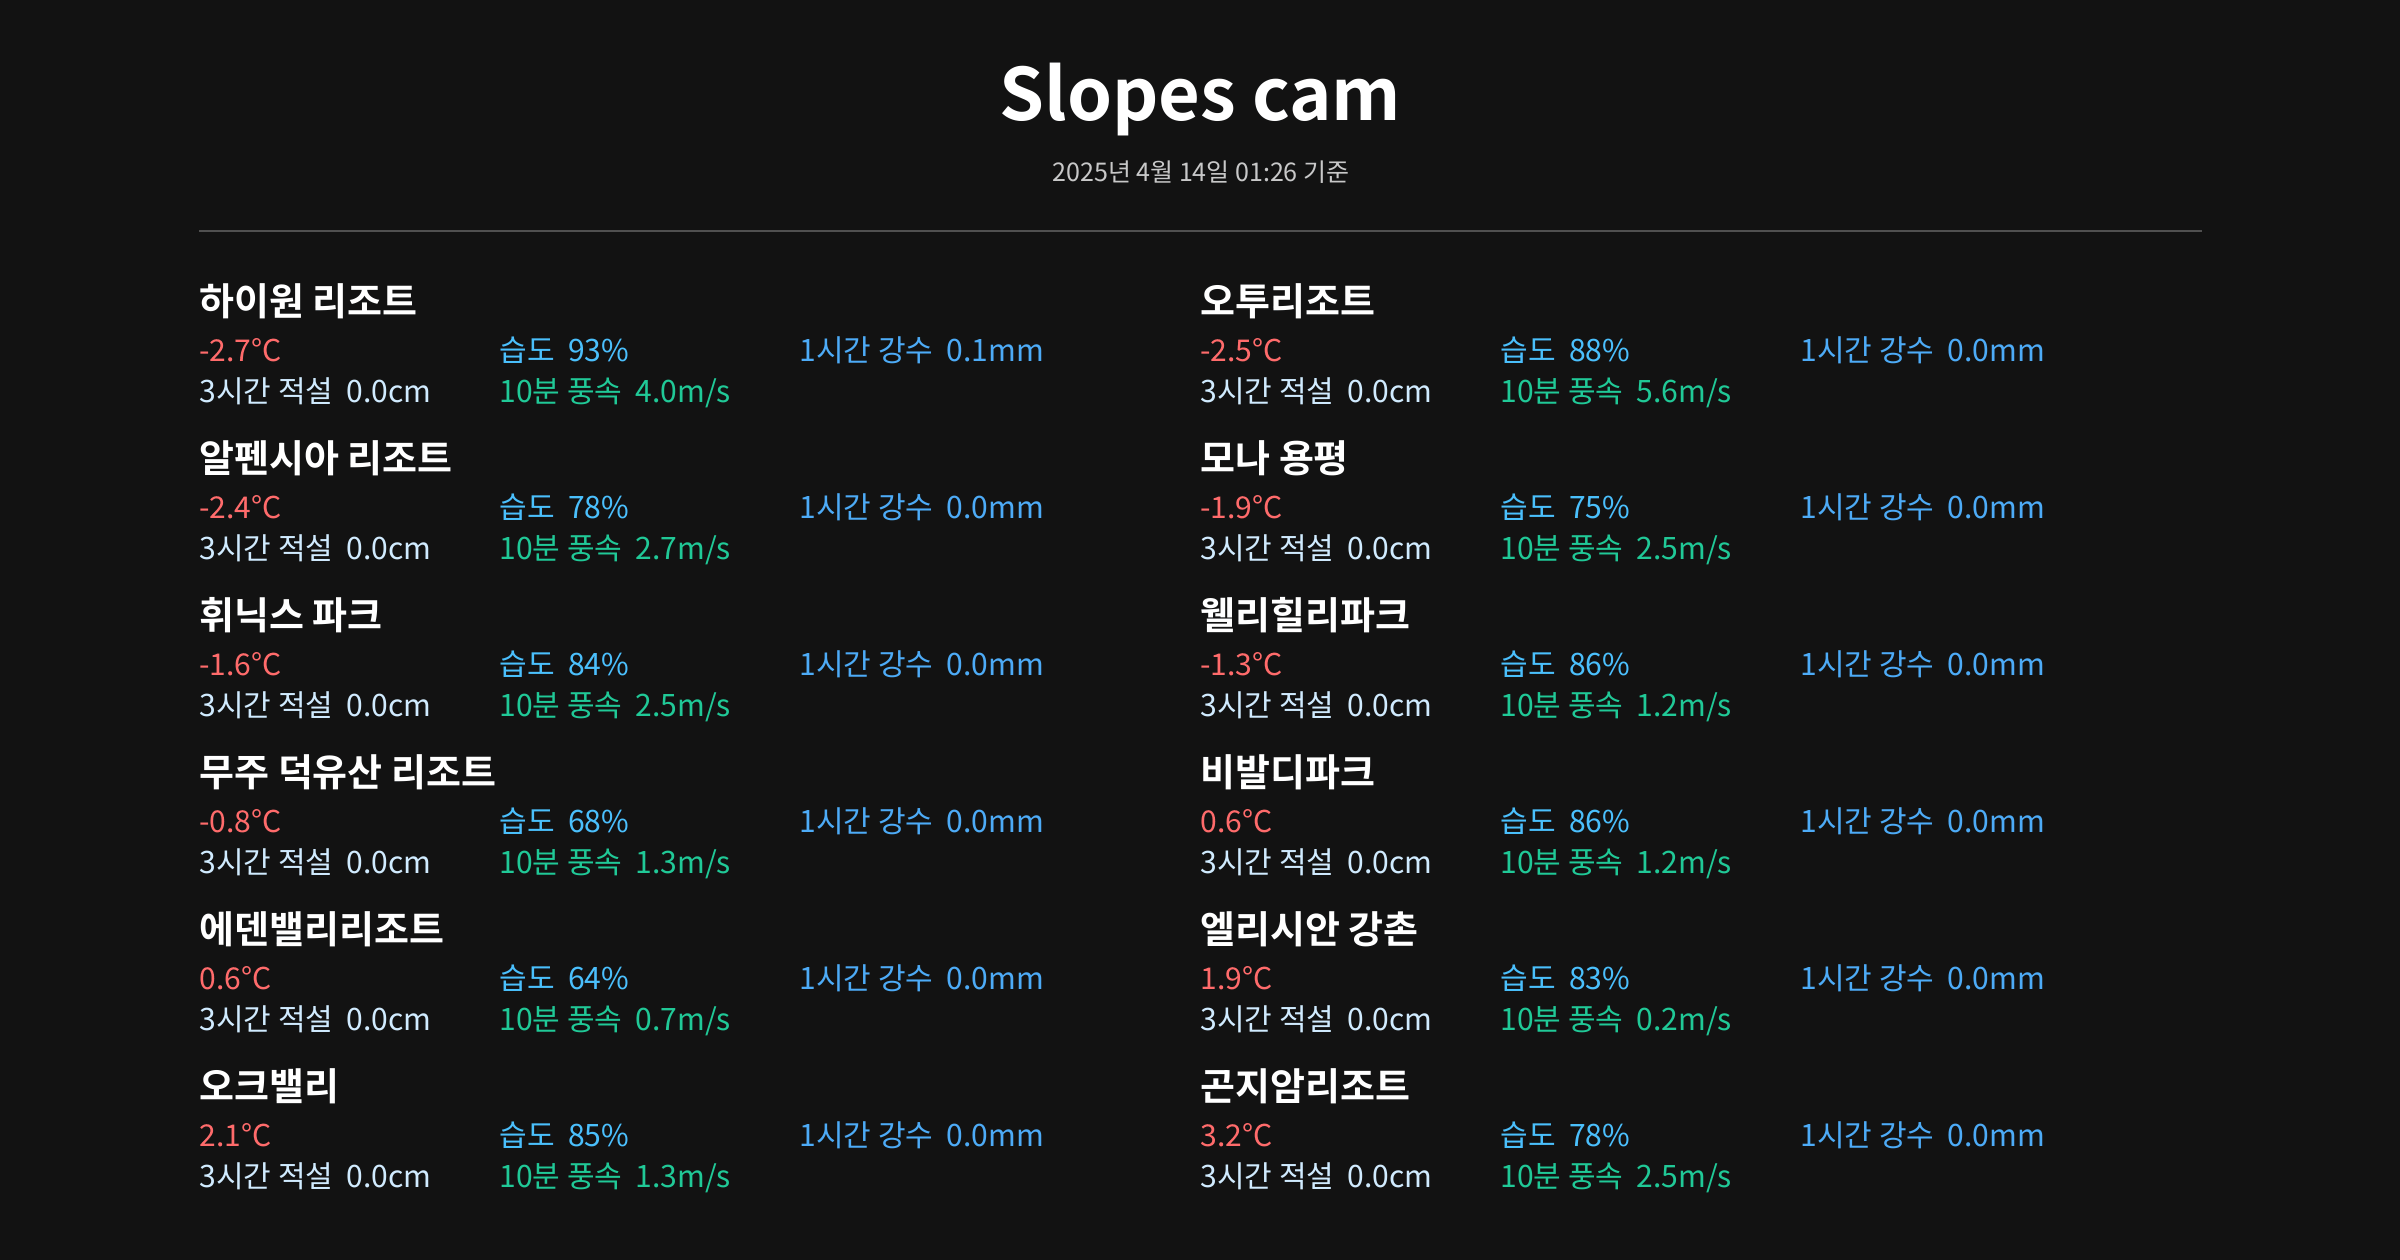 Slopes cam
2025년 4월 14일 01:26 기준
하이원 리조트
-2.7°C 습도 93% 1시간 강수 0.1mm
3시간 적설 0.0cm 10분 풍속 4.0m/s
오투리조트
-2.5°C 습도 88% 1시간 강수 0.0mm
3시간 적설 0.0cm 10분 풍속 5.6m/s
알펜시아 리조트
-2.4°C 습도 78% 1시간 강수 0.0mm
3시간 적설 0.0cm 10분 풍속 2.7m/s
모나 용평
-1.9°C 습도 75% 1시간 강수 0.0mm
3시간 적설 0.0cm 10분 풍속 2.5m/s
휘닉스 파크
-1.6°C 습도 84% 1시간 강수 0.0mm
3시간 적설 0.0cm 10분 풍속 2.5m/s
웰리힐리파크
-1.3°C 습도 86% 1시간 강수 0.0mm
3시간 적설 0.0cm 10분 풍속 1.2m/s
무주 덕유산 리조트
-0.8°C 습도 68% 1시간 강수 0.0mm
3시간 적설 0.0cm 10분 풍속 1.3m/s
비발디파크
0.6°C 습도 86% 1시간 강수 0.0mm
3시간 적설 0.0cm 10분 풍속 1.2m/s
에덴밸리리조트
0.6°C 습도 64% 1시간 강수 0.0mm
3시간 적설 0.0cm 10분 풍속 0.7m/s
엘리시안 강촌
1.9°C 습도 83% 1시간 강수 0.0mm
3시간 적설 0.0cm 10분 풍속 0.2m/s
오크밸리
2.1°C 습도 85% 1시간 강수 0.0mm
3시간 적설 0.0cm 10분 풍속 1.3m/s
곤지암리조트
3.2°C 습도 78% 1시간 강수 0.0mm
3시간 적설 0.0cm 10분 풍속 2.5m/s